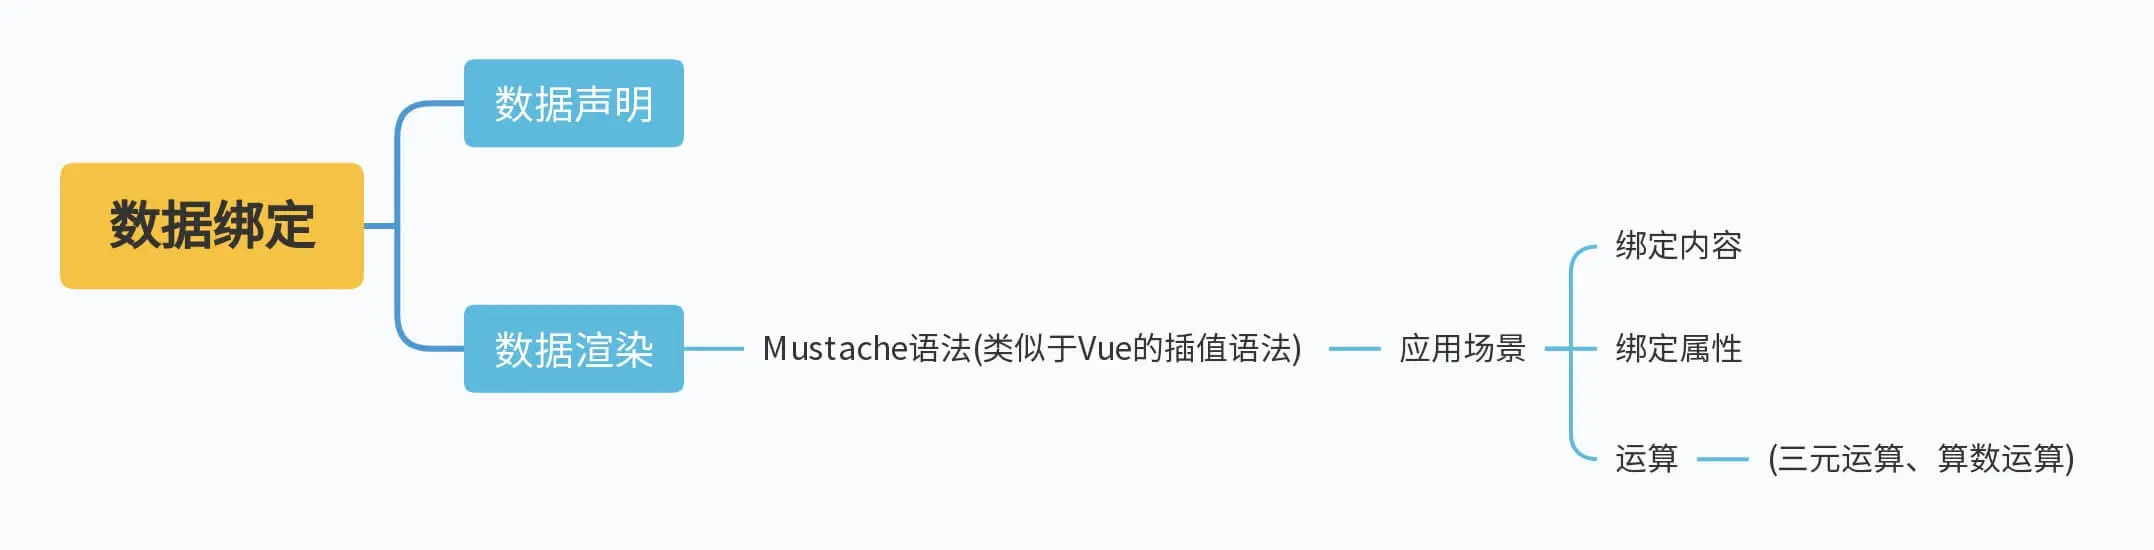 数据绑定
数据声明
数据渲染
Mustache语法(类似于Vue的插值语法)
应用场景
绑定内容
绑定属性
运算
(三元运算、算数运算)